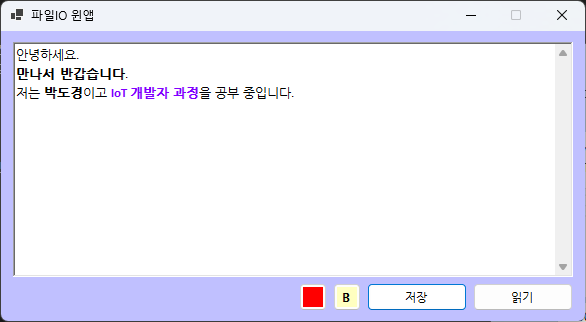 파일IO 윈앱
안녕하세요.
만나서 반갑습니다.
저는 박도경이고 IoT 개발자 과정을 공부 중입니다.
B
저장
읽기